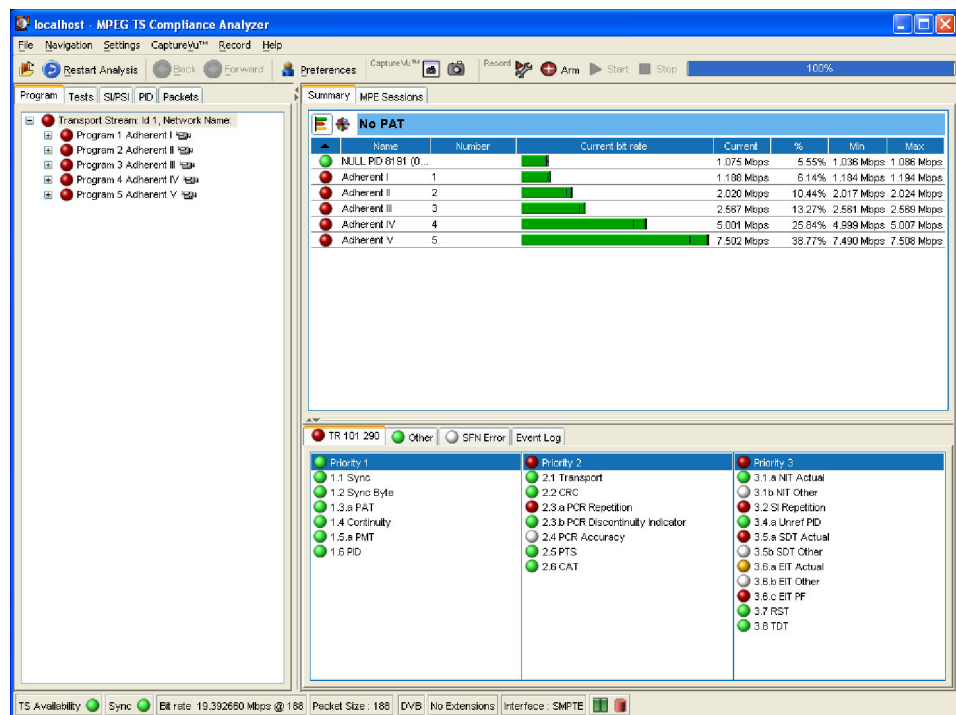 localhost - MPEG TS Compliance Analyzer
File Navigation Settings CaptureVu™ Record Help
Restart Analysis Back Forward Preferences CaptureVu™ Record Arm Start Stop 100%
Program Tests SI/PSI PID Packets
Transport Stream: Id 1, Network Name:
Program 1 Adherent I
Program 2 Adherent II
Program 3 Adherent III
Program 4 Adherent IV
Program 5 Adherent V
Summary MPE Sessions
No PAT
Name Number Current bit rate Current % Min Max
NULL PID 8191 (0... 1.075 Mbps 5.55% 1.036 Mbps 1.086 Mbps
Adherent I 1 1.188 Mbps 6.14% 1.184 Mbps 1.194 Mbps
Adherent II 2 2.020 Mbps 10.44% 2.017 Mbps 2.024 Mbps
Adherent III 3 2.567 Mbps 13.27% 2.561 Mbps 2.569 Mbps
Adherent IV 4 5.001 Mbps 25.84% 4.999 Mbps 5.007 Mbps
Adherent V 5 7.502 Mbps 38.77% 7.490 Mbps 7.508 Mbps
TR 101 290 Other SFN Error Event Log
Priority 1
1.1 Sync
1.2 Sync Byte
1.3.a PAT
1.4 Continuity
1.5.a PMT
1.6 PID
Priority 2
2.1 Transport
2.2 CRC
2.3.a PCR Repetition
2.3.b PCR Discontinuity Indicator
2.4 PCR Accuracy
2.5 PTS
2.6 CAT
Priority 3
3.1.a NIT Actual
3.1b NIT Other
3.2 SI Repetition
3.4.a Unref PID
3.5.a SDT Actual
3.5b SDT Other
3.6.a EIT Actual
3.6.b EIT Other
3.6.c EIT PF
3.7 RST
3.8 TDT
TS Availability Sync Bit rate 19.392660 Mbps @ 188 Packet Size : 188 DVB No Extensions Interface : SMPTE